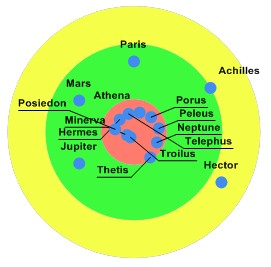 Paris
Achilles
Mars
Athena
Porus
Posiedon
Peleus
Minerva
Neptune
Hermes
Telephus
Jupiter
Troilus
Hector
Thetis